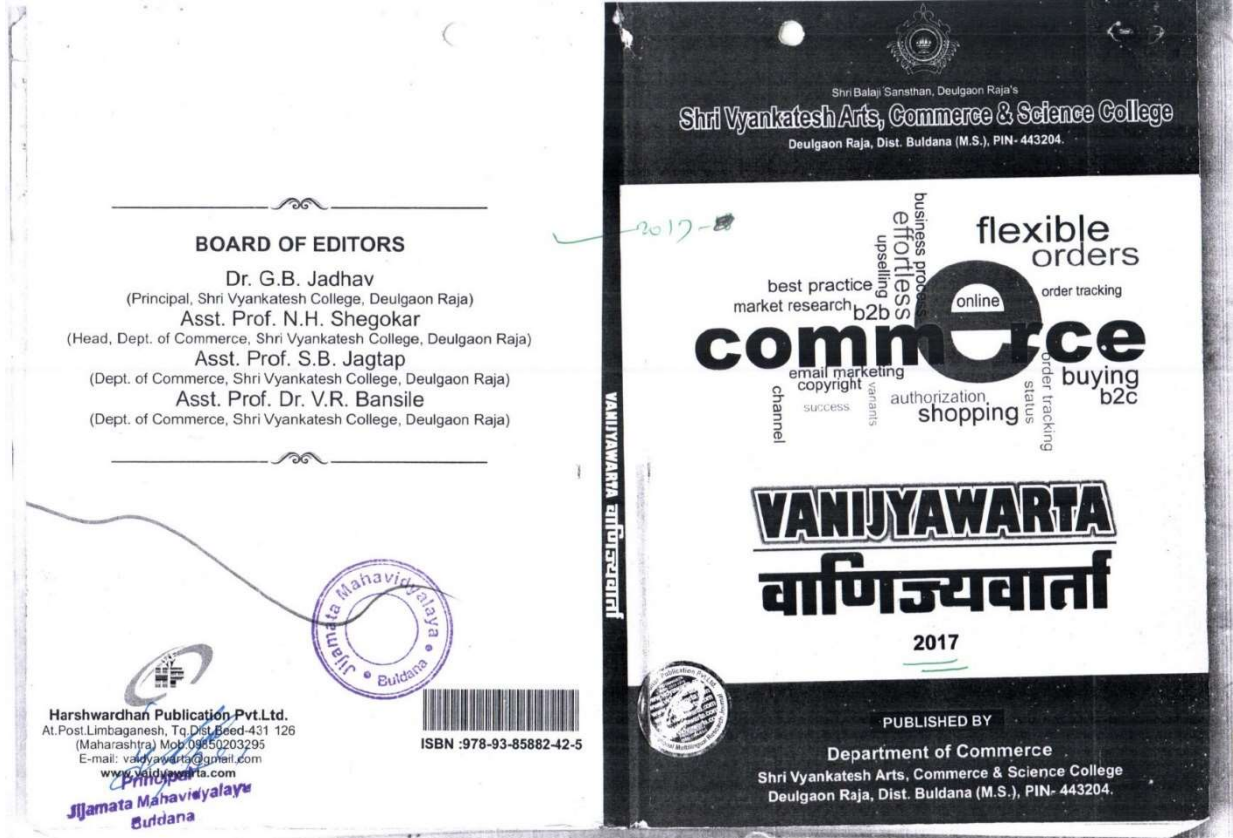 BOARD OF EDITORS
Dr. G.B. Jadhav
(Principal, Shri Vyankatesh College, Deulgaon Raja)
Asst. Prof. N.H. Shegokar
(Head, Dept. of Commerce, Shri Vyankatesh College, Deulgaon Raja)
Asst. Prof. S.B. Jagtap
(Dept. of Commerce, Shri Vyankatesh College, Deulgaon Raja)
Asst. Prof. Dr. V.R. Bansile
(Dept. of Commerce, Shri Vyankatesh College, Deulgaon Raja)
Jijamata Mahavidyalaya
Buldana
Harshwardhan Publication Pvt.Ltd.
At.Post.Limbaganesh, Tq.Dist.Beed-431 126
(Maharashtra) Mob.09850203295
E-mail: vaidyawarta@gmail.com
www.vaidyawarta.com
Principal
Jijamata Mahavidyalaya
Buldana
ISBN :978-93-85882-42-5
VANIJYAWARTA वाणिज्यवार्ता
Shri Balaji Sansthan, Deulgaon Raja's
Shri Vyankatesh Arts, Commerce & Science College
Deulgaon Raja, Dist. Buldana (M.S.), PIN- 443204.
2017-
business process
effortless
upselling
flexible
orders
best practice
market research
b2b
online
order tracking
commerce
email marketing
copyright
variants
success
channel
authorization
shopping
status
order tracking
buying
b2c
VANIJYAWARTA
वाणिज्यवार्ता
2017
PUBLISHED BY
Department of Commerce
Shri Vyankatesh Arts, Commerce & Science College
Deulgaon Raja, Dist. Buldana (M.S.), PIN- 443204.